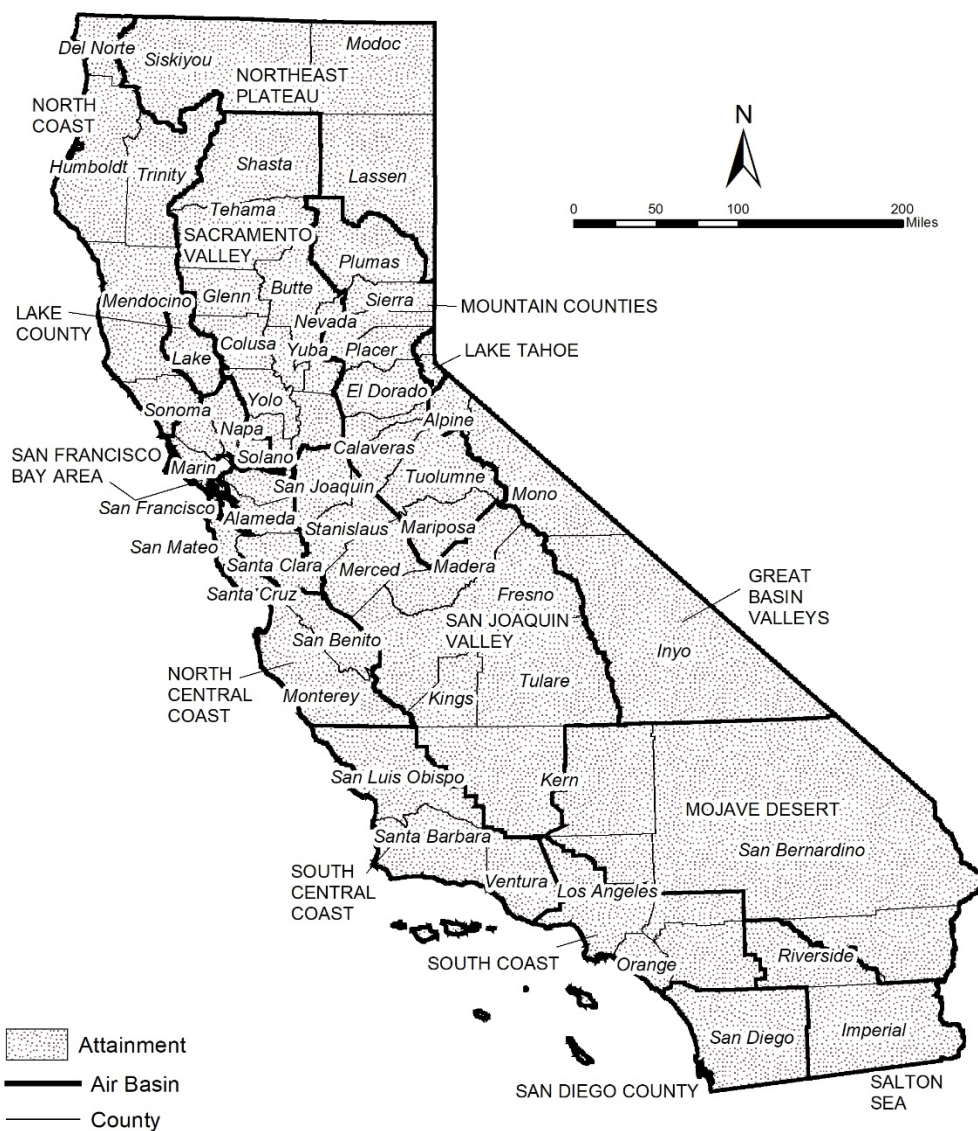 Del Norte
Siskiyou
Modoc
NORTHEAST
PLATEAU
NORTH
COAST
N
Humboldt
Trinity
Shasta
Lassen
Tehama
0 50 100 200
Miles
SACRAMENTO
VALLEY
Plumas
Mendocino
Glenn
Butte
Sierra
MOUNTAIN COUNTIES
LAKE
COUNTY
Nevada
Colusa
Yuba
Placer
Lake
LAKE TAHOE
El Dorado
Yolo
Sonoma
Napa
Alpine
Calaveras
SAN FRANCISCO
BAY AREA
Marin
Solano
Tuolumne
San Joaquin
Mono
San Francisco
Alameda
Stanislaus
Mariposa
San Mateo
Santa Clara
Merced
Madera
Santa Cruz
Fresno
GREAT
BASIN
VALLEYS
SAN JOAQUIN
VALLEY
San Benito
Inyo
NORTH
CENTRAL
COAST
Monterey
Kings
Tulare
San Luis Obispo
Kern
MOJAVE DESERT
Santa Barbara
San Bernardino
SOUTH
CENTRAL
COAST
Ventura
Los Angeles
SOUTH COAST
Orange
Riverside
San Diego
Imperial
SAN DIEGO COUNTY
SALTON
SEA
Attainment
Air Basin
County